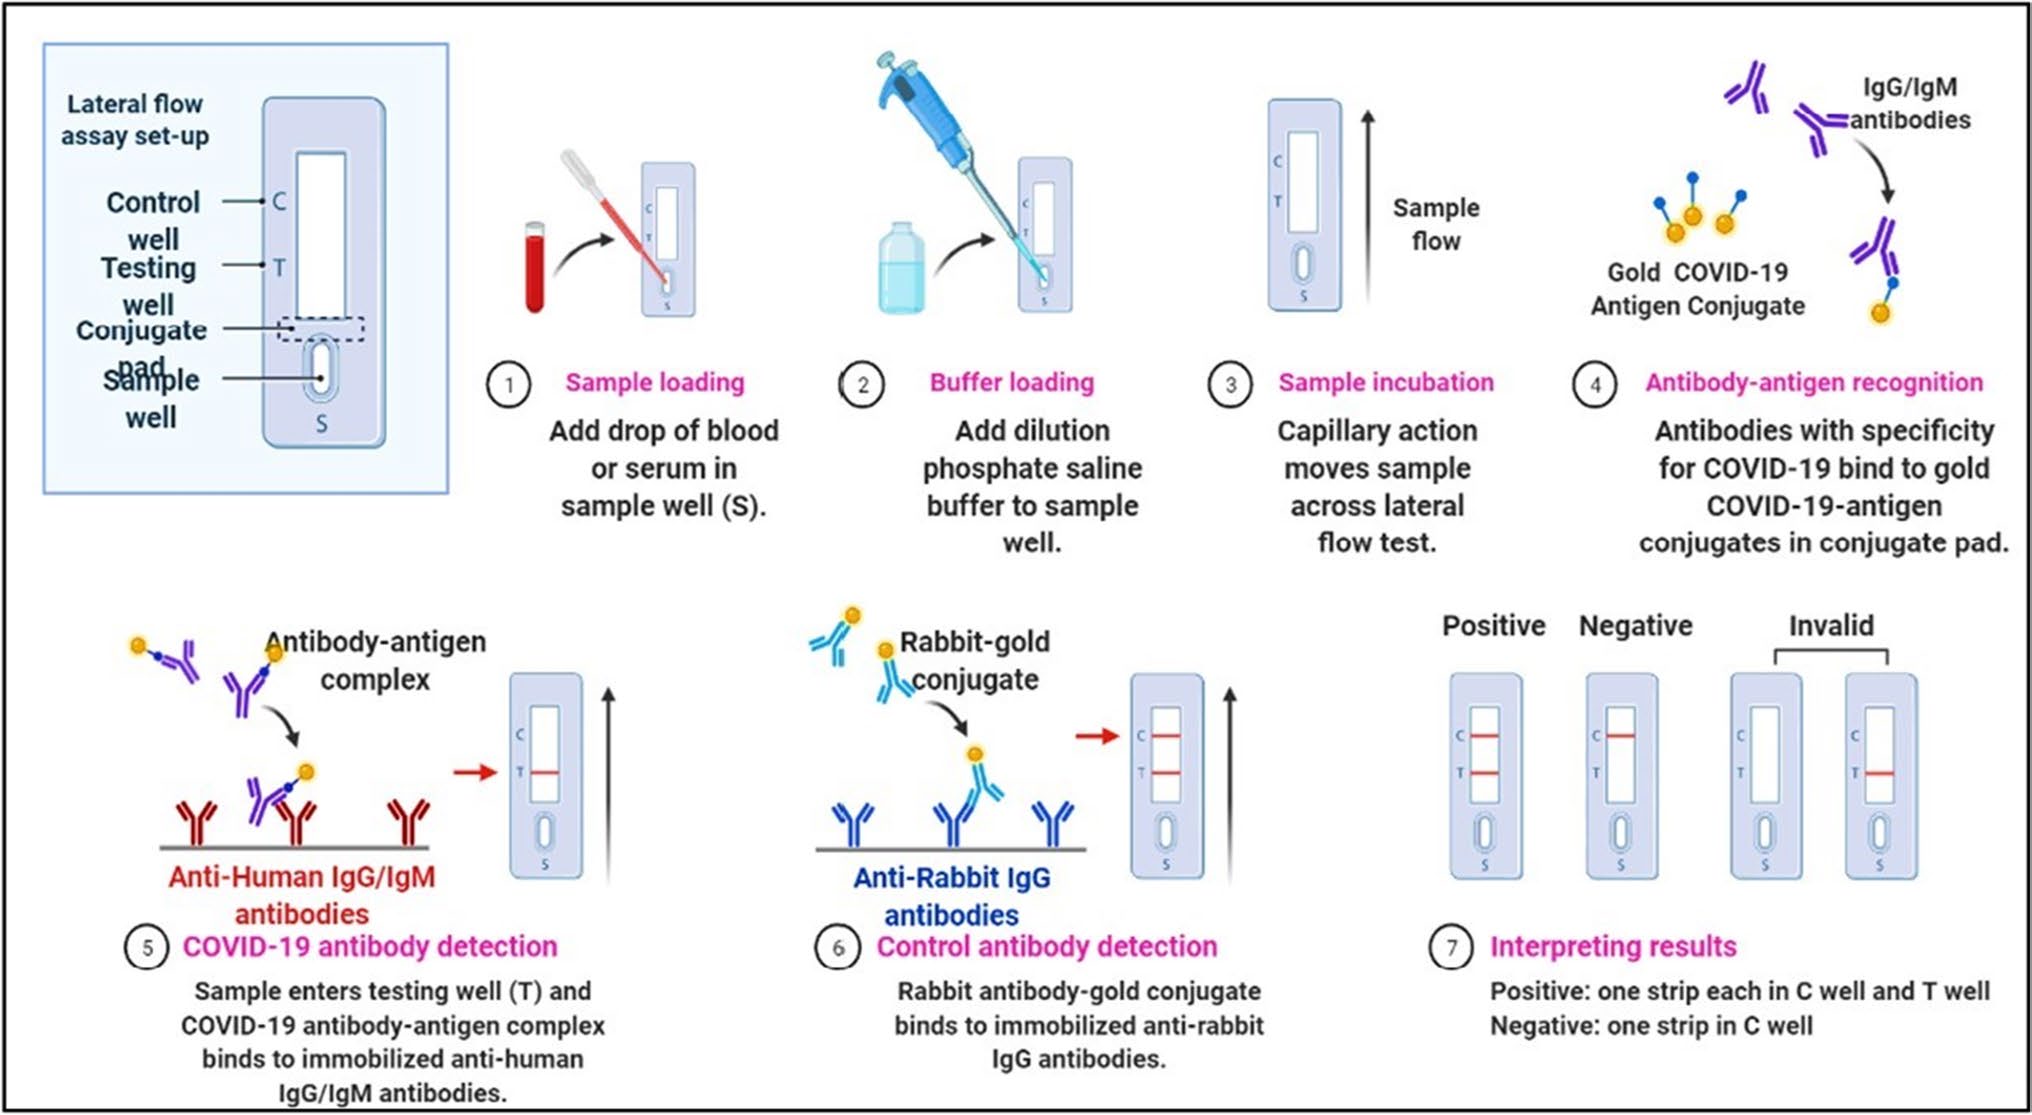 Lateral flow
assay set-up
Control
well
Testing
well
Conjugate
pad
Sample
well
C
T
S
C
T
S
1
Sample loading
Add drop of blood
or serum in
sample well (S).
C
T
S
2
Buffer loading
Add dilution
phosphate saline
buffer to sample
well.
C
T
S
Sample
flow
3
Sample incubation
Capillary action
moves sample
across lateral
flow test.
IgG/IgM
antibodies
Gold COVID-19
Antigen Conjugate
4
Antibody-antigen recognition
Antibodies with specificity
for COVID-19 bind to gold
COVID-19-antigen
conjugates in conjugate pad.
Antibody-antigen
complex
C
T
S
Anti-Human IgG/IgM
antibodies
5
COVID-19 antibody detection
Sample enters testing well (T) and
COVID-19 antibody-antigen complex
binds to immobilized anti-human
IgG/IgM antibodies.
Rabbit-gold
conjugate
C
T
S
Anti-Rabbit IgG
antibodies
6
Control antibody detection
Rabbit antibody-gold conjugate
binds to immobilized anti-rabbit
IgG antibodies.
Positive
Negative
Invalid
C
T
S
C
T
S
C
T
S
C
T
S
7
Interpreting results
Positive: one strip each in C well and T well
Negative: one strip in C well